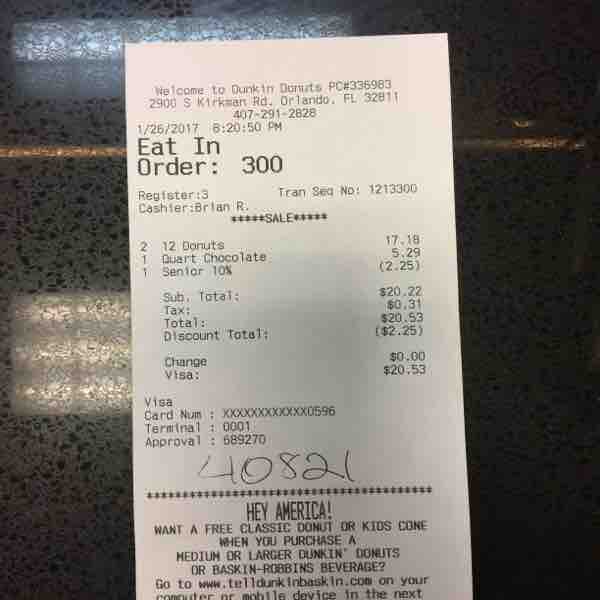 Welcome to Dunkin Donuts PC#336983
2900 S Kirkman Rd. Orlando, FL 32811
407-291-2828
1/26/2017 8:20:50 PM
Eat In
Order: 300
Register:3 Tran Seq No: 1213300
Cashier:Brian R.
*****SALE*****
2 12 Donuts 17.18
1 Quart Chocolate 5.29
1 Senior 10% (2.25)
Sub. Total: $20.22
Tax: $0.31
Total: $20.53
Discount Total: ($2.25)
Change $0.00
Visa: $20.53
Visa
Card Num : XXXXXXXXXXXX0596
Terminal : 0001
Approval : 689270
40821
****************************************
HEY AMERICA!
WANT A FREE CLASSIC DONUT OR KIDS CONE
WHEN YOU PURCHASE A
MEDIUM OR LARGER DUNKIN' DONUTS
OR BASKIN-ROBBINS BEVERAGE?
Go to www.telldunkinbaskin.com on your
computer or mobile device in the next